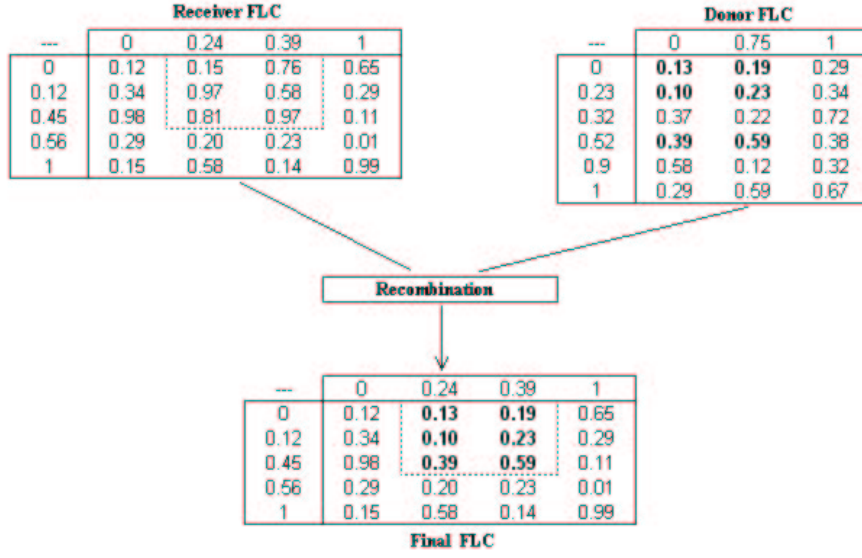 Receiver FLC
--- 0 0.24 0.39 1
0 0.12 0.15 0.76 0.65
0.12 0.34 0.97 0.58 0.29
0.45 0.98 0.81 0.97 0.11
0.56 0.29 0.20 0.23 0.01
1 0.15 0.58 0.14 0.99
Donor FLC
--- 0 0.75 1
0 0.13 0.19 0.29
0.23 0.10 0.23 0.34
0.32 0.37 0.22 0.72
0.52 0.39 0.59 0.38
0.9 0.58 0.12 0.32
1 0.29 0.59 0.67
Recombination
--- 0 0.24 0.39 1
0 0.12 0.13 0.19 0.65
0.12 0.34 0.10 0.23 0.29
0.45 0.98 0.39 0.59 0.11
0.56 0.29 0.20 0.23 0.01
1 0.15 0.58 0.14 0.99
Final FLC